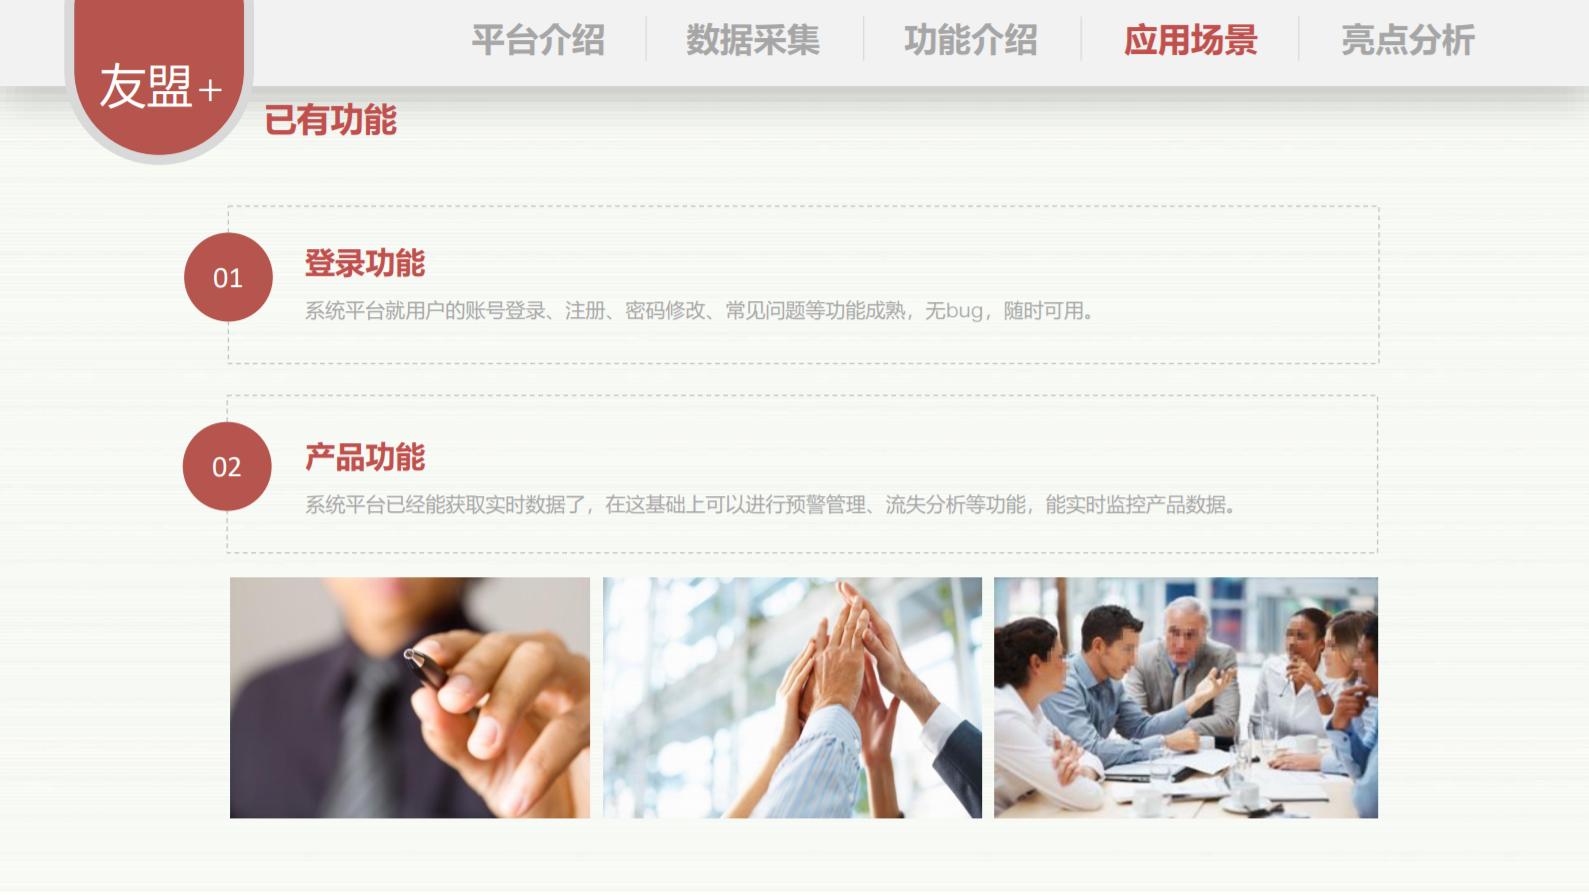 平台介绍
数据采集
功能介绍
应用场景
亮点分析
友盟+
已有功能
01
登录功能
系统平台就用户的账号登录、注册、密码修改、常见问题等功能成熟，无bug，随时可用。
02
产品功能
系统平台已经能获取实时数据了，在这基础上可以进行预警管理、流失分析等功能，能实时监控产品数据。